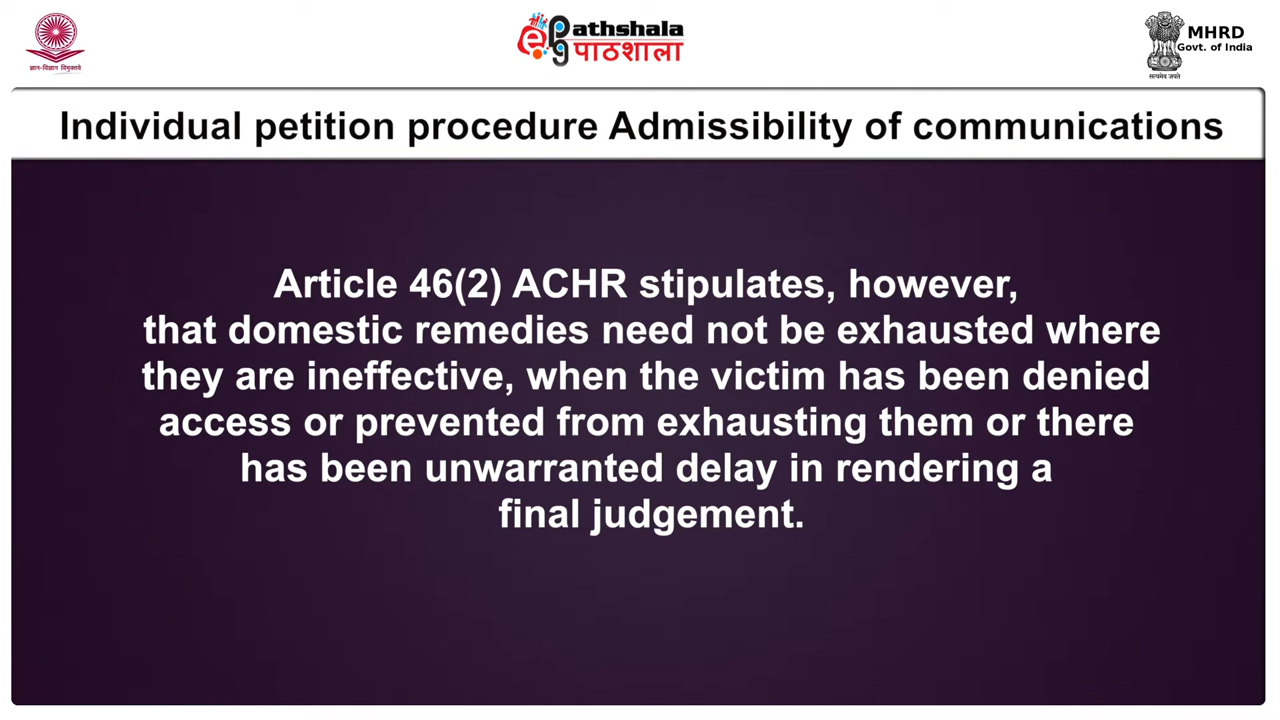 ज्ञान-विज्ञान विमुक्तये
ePG Pathshala
पाठशाला
MHRD
Govt. of India
सत्यमेव जयते
Individual petition procedure Admissibility of communications
Article 46(2) ACHR stipulates, however,
that domestic remedies need not be exhausted where
they are ineffective, when the victim has been denied
access or prevented from exhausting them or there
has been unwarranted delay in rendering a
final judgement.